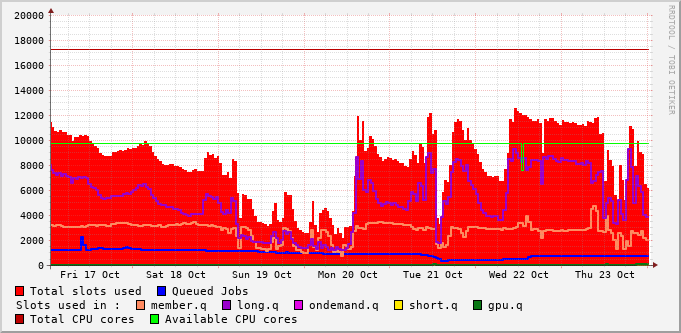 RRDTOOL / TOBI OETIKER
20000
18000
16000
14000
12000
10000
8000
6000
4000
2000
0
Fri 17 Oct Sat 18 Oct Sun 19 Oct Mon 20 Oct Tue 21 Oct Wed 22 Oct Thu 23 Oct
Total slots used Queued Jobs
Slots used in : member.q long.q ondemand.q short.q gpu.q
Total CPU cores Available CPU cores